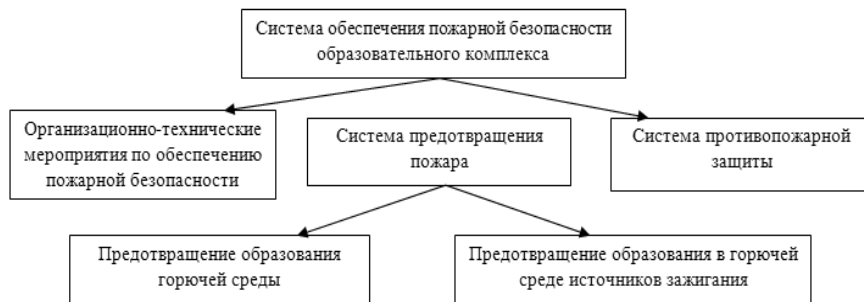 Система обеспечения пожарной безопасности
образовательного комплекса
Организационно-технические
мероприятия по обеспечению
пожарной безопасности
Система предотвращения
пожара
Система противопожарной
защиты
Предотвращение образования
горючей среды
Предотвращение образования в горючей
среде источников зажигания